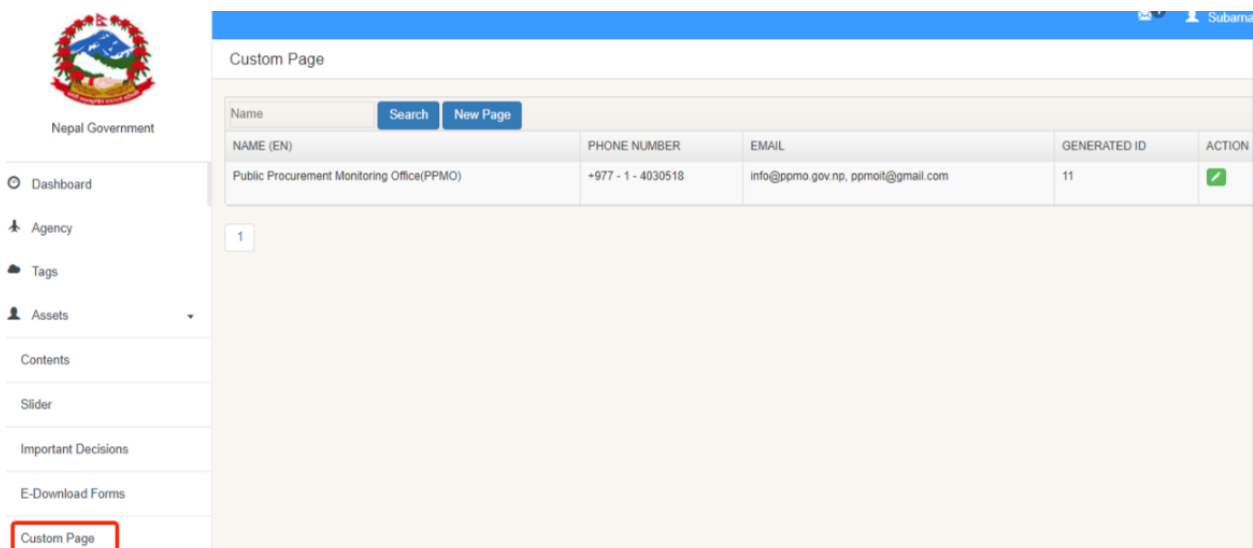 Subarna
Nepal Government
Custom Page
Name
Search
New Page
NAME (EN)
PHONE NUMBER
EMAIL
GENERATED ID
ACTION
Public Procurement Monitoring Office(PPMO)
+977 - 1 - 4030518
info@ppmo.gov.np, ppmoit@gmail.com
11
1
Dashboard
Agency
Tags
Assets
Contents
Slider
Important Decisions
E-Download Forms
Custom Page